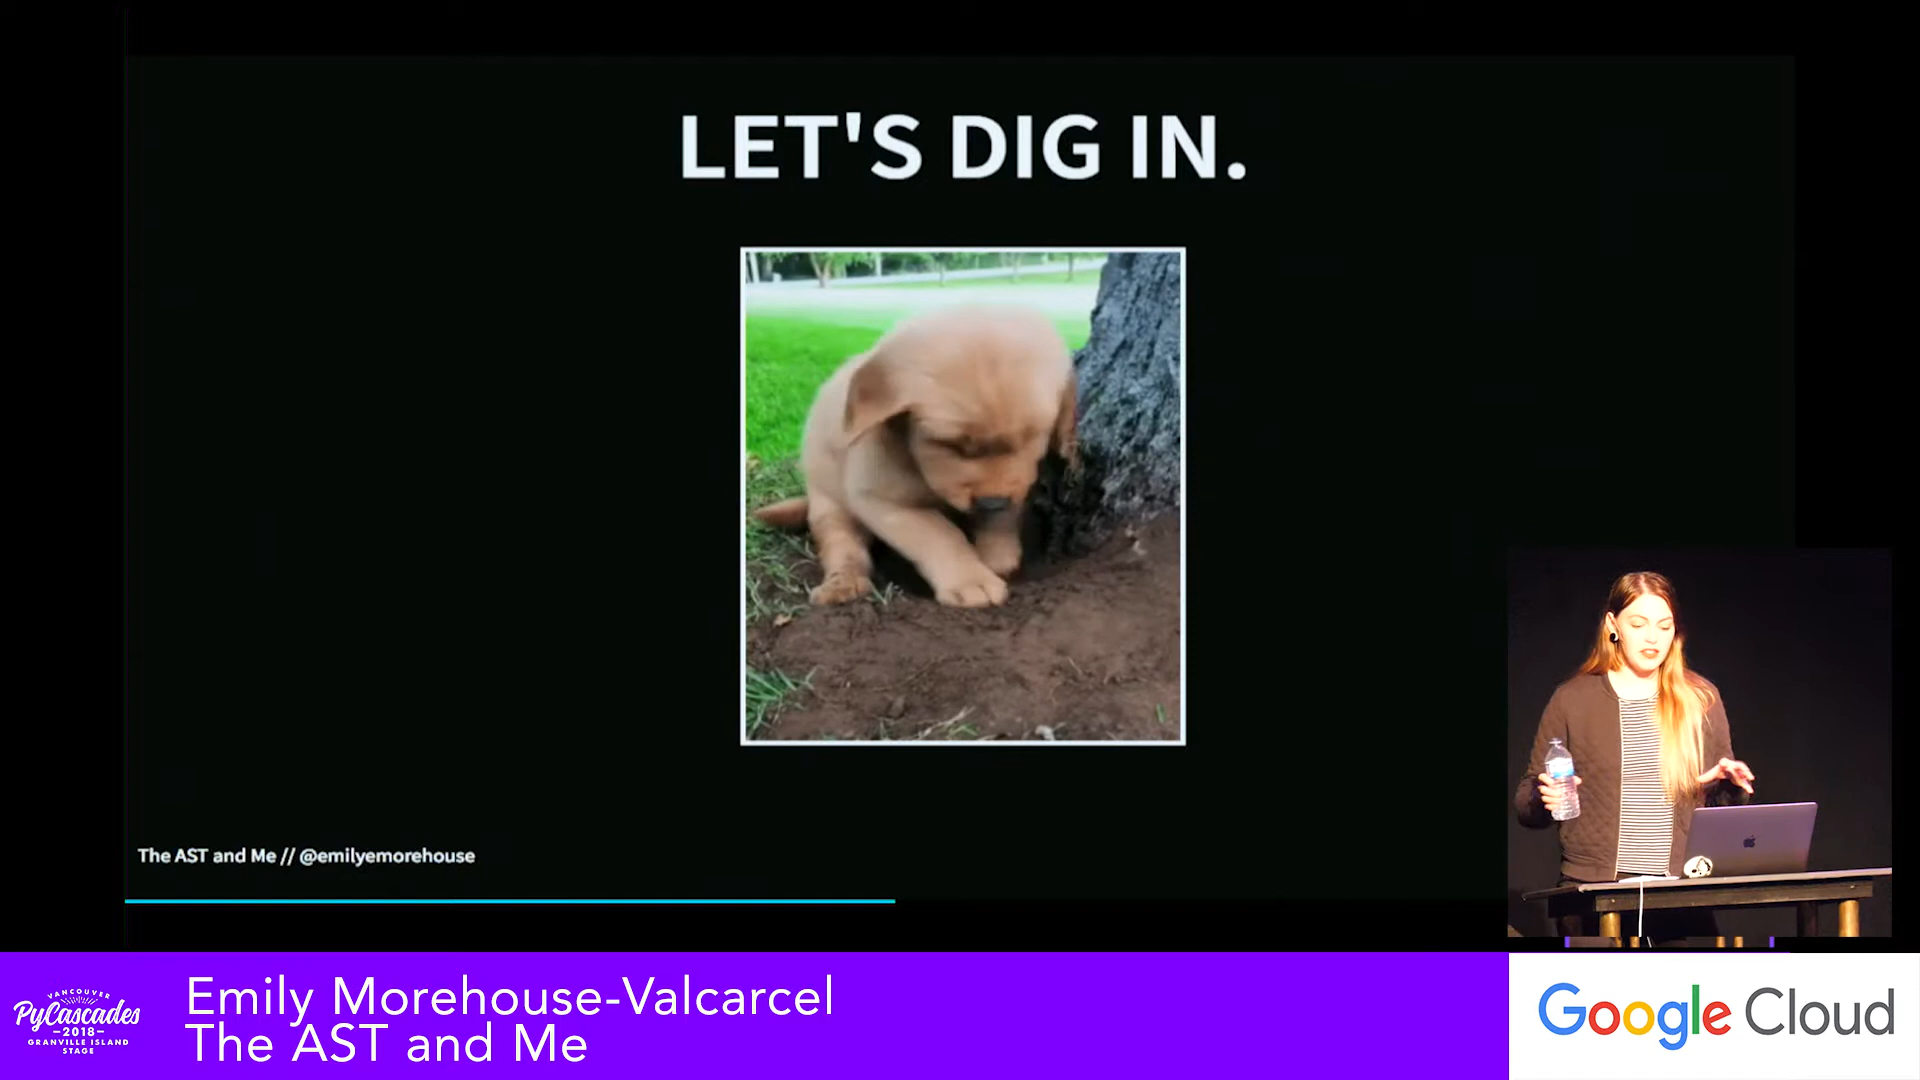 LET'S DIG IN.
The AST and Me // @emilyemorehouse
VANCOUVER
PyCascades
2018
GRANVILLE ISLAND
STAGE
Emily Morehouse-Valcarcel
The AST and Me
Google Cloud